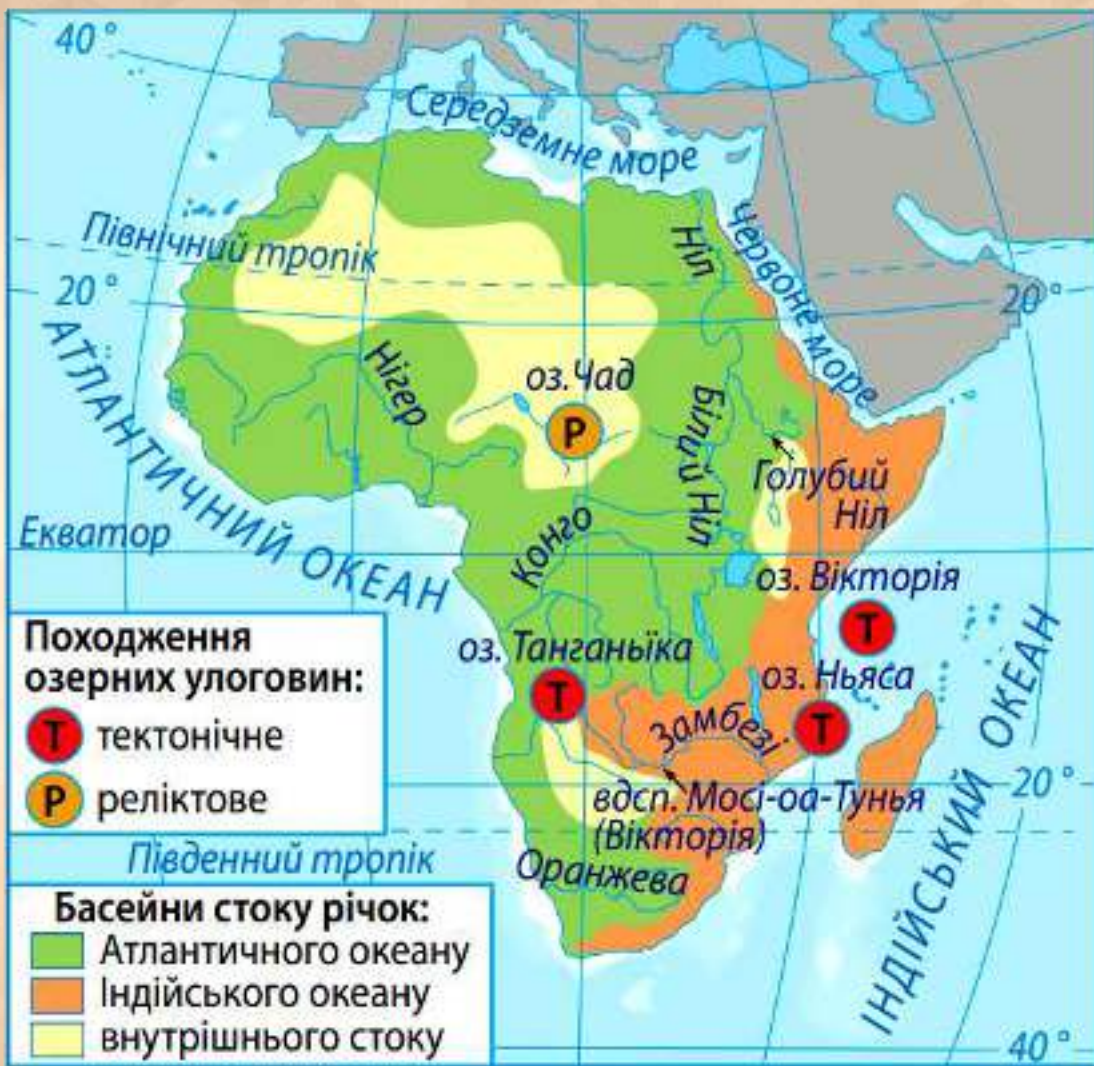 40°
Середземне море
Північний тропік
Ніл
Червоне море
20°
20°
АТЛАНТИЧНИЙ ОКЕАН
Нігер
оз. Чад
Р
Білий Ніл
Голубий
Ніл
Екватор
Конго
оз. Вікторія
Т
оз. Танганьїка
Т
оз. Ньяса
Т
Замбезі
ІНДІЙСЬКИЙ ОКЕАН
20°
вдсп. Мосі-оа-Тунья
(Вікторія)
Південний тропік
Оранжева
40°
Походження
озерних улоговин:
Т тектонічне
Р реліктове
Басейни стоку річок:
Атлантичного океану
Індійського океану
внутрішнього стоку